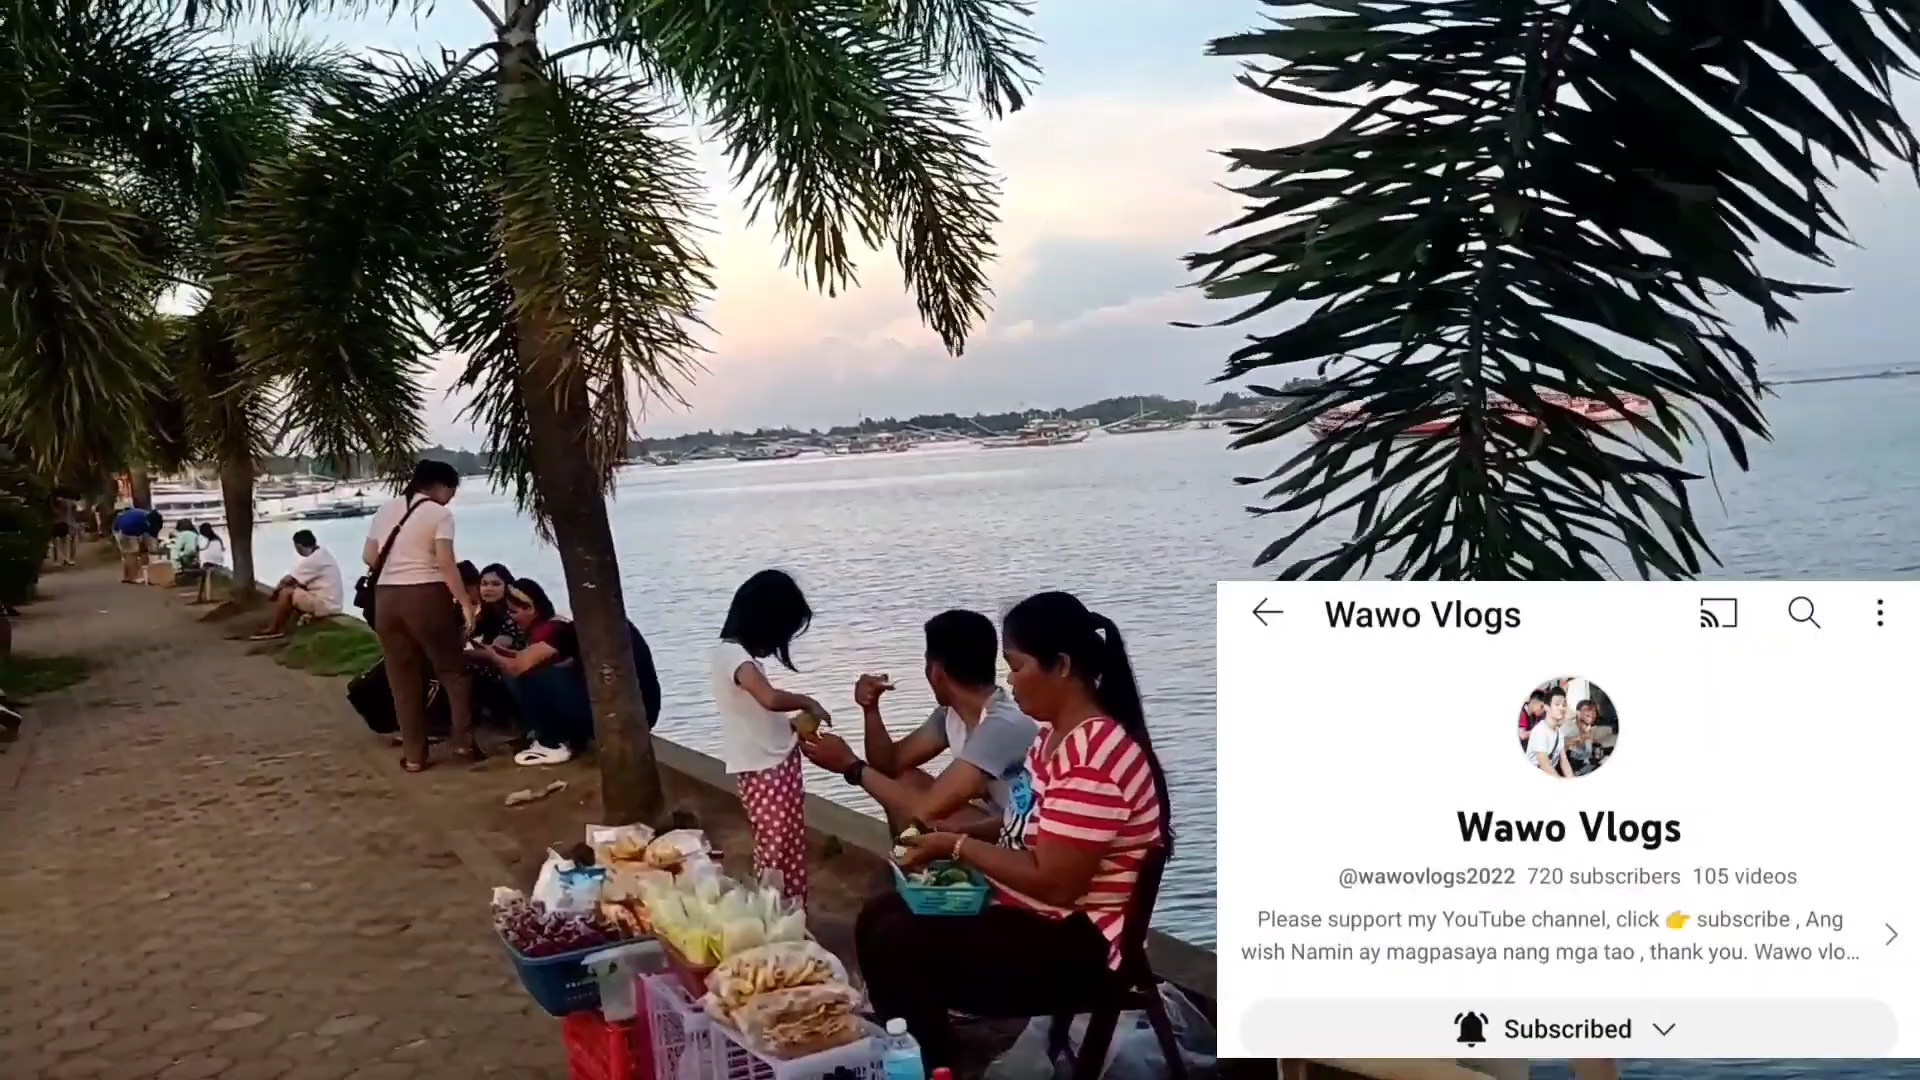 Wawo Vlogs
Wawo Vlogs
@wawovlogs2022 720 subscribers 105 videos
Please support my YouTube channel, click 👉 subscribe , Ang
wish Namin ay magpasaya nang mga tao , thank you. Wawo vlo...
Subscribed